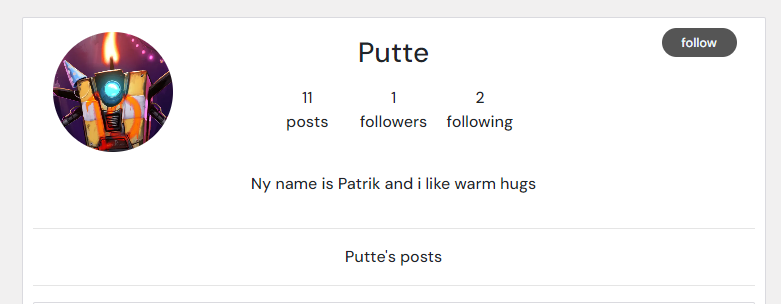 Putte
follow
11
1
2
posts
followers
following
Ny name is Patrik and i like warm hugs
Putte's posts